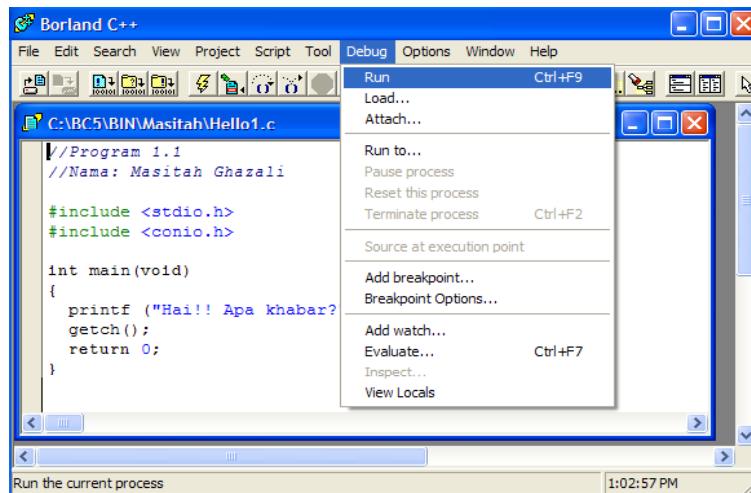 Borland C++
File Edit Search View Project Script Tool Debug Options Window Help
C:\BC5\BIN\Masitah\Hello1.c
//Program 1.1
//Nama: Masitah Ghazali
#include <stdio.h>
#include <conio.h>
int main(void)
{
printf ("Hai!! Apa khabar?
getch();
return 0;
}
Run Ctrl+F9
Load...
Attach...
Run to...
Pause process
Reset this process
Terminate process Ctrl+F2
Source at execution point
Add breakpoint...
Breakpoint Options...
Add watch...
Evaluate... Ctrl+F7
Inspect...
View Locals
Run the current process 1:02:57 PM